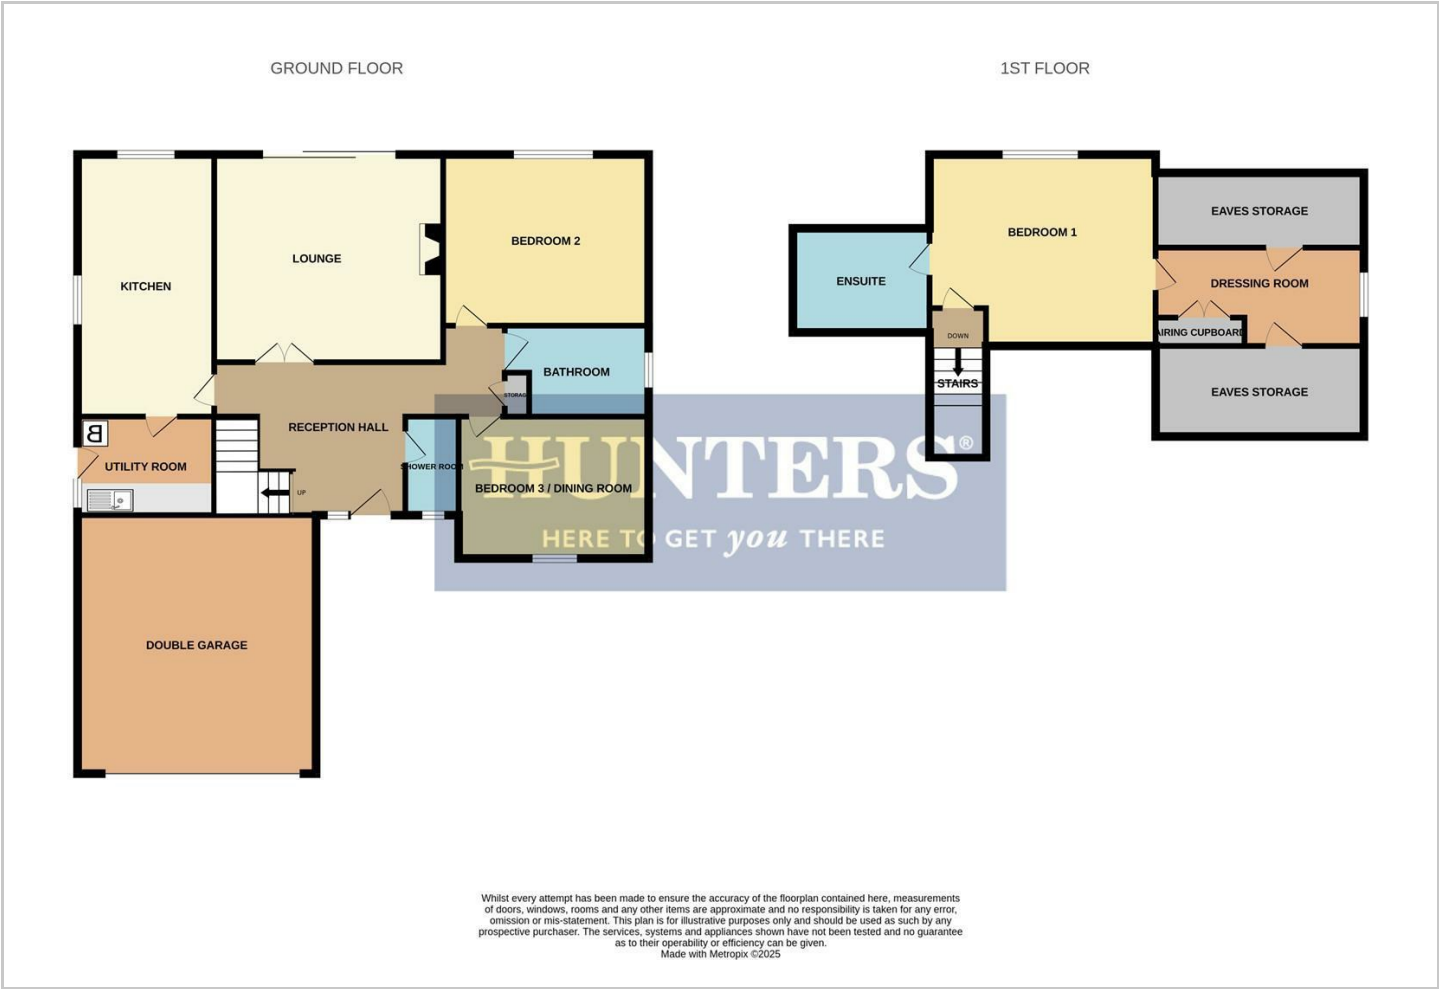 GROUND FLOOR
1ST FLOOR
KITCHEN
LOUNGE
BEDROOM 2
BATHROOM
STORAG
RECEPTION HALL
SHOWER ROOM
BEDROOM 3 / DINING ROOM
UTILITY ROOM
B
UP
DOUBLE GARAGE
BEDROOM 1
ENSUITE
DOWN
STAIRS
EAVES STORAGE
DRESSING ROOM
AIRING CUPBOARD
EAVES STORAGE
HUNTERS®
HERE TO GET you THERE
Whilst every attempt has been made to ensure the accuracy of the floorplan contained here, measurements
of doors, windows, rooms and any other items are approximate and no responsibility is taken for any error,
omission or mis-statement. This plan is for illustrative purposes only and should be used as such by any
prospective purchaser. The services, systems and appliances shown have not been tested and no guarantee
as to their operability or efficiency can be given.
Made with Metropix ©2025